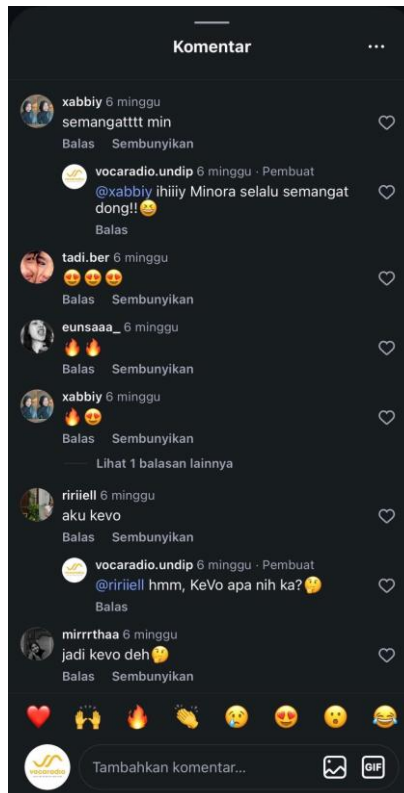 Komentar
xabbiy 6 minggu
semangatttt min
Balas Sembunyikan
vocaradio.undip 6 minggu · Pembuat
@xabbiy ihiiiy Minora selalu semangat
dong!!😆
Balas
tadi.ber 6 minggu
😍😍😍
Balas Sembunyikan
eunsaaa_ 6 minggu
🔥🔥
Balas Sembunyikan
xabbiy 6 minggu
🔥😍
Balas Sembunyikan
Lihat 1 balasan lainnya
ririiell 6 minggu
aku kevo
Balas Sembunyikan
vocaradio.undip 6 minggu · Pembuat
@ririiell hmm, KeVo apa nih ka?🤔
Balas
mirrrthaa 6 minggu
jadi kevo deh🤔
Balas Sembunyikan
vocaradio
Tambahkan komentar...
GIF